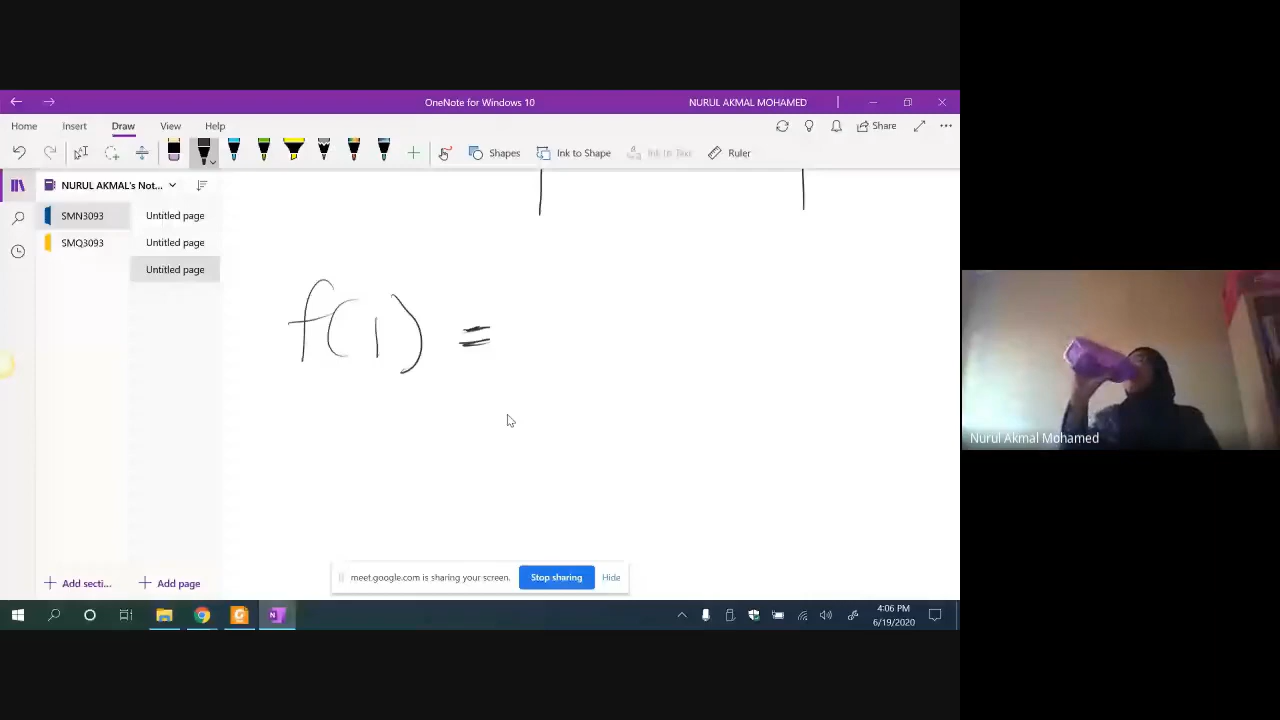 OneNote for Windows 10
NURUL AKMAL MOHAMED
Home Insert Draw View Help
Share
Shapes Ink to Shape Ink to Text Ruler
NURUL AKMAL's Not...
SMN3093 Untitled page
SMQ3093 Untitled page
Untitled page
f(1) =
Nurul Akmal Mohamed
meet.google.com is sharing your screen. Stop sharing Hide
Add secti... Add page
4:06 PM
6/19/2020